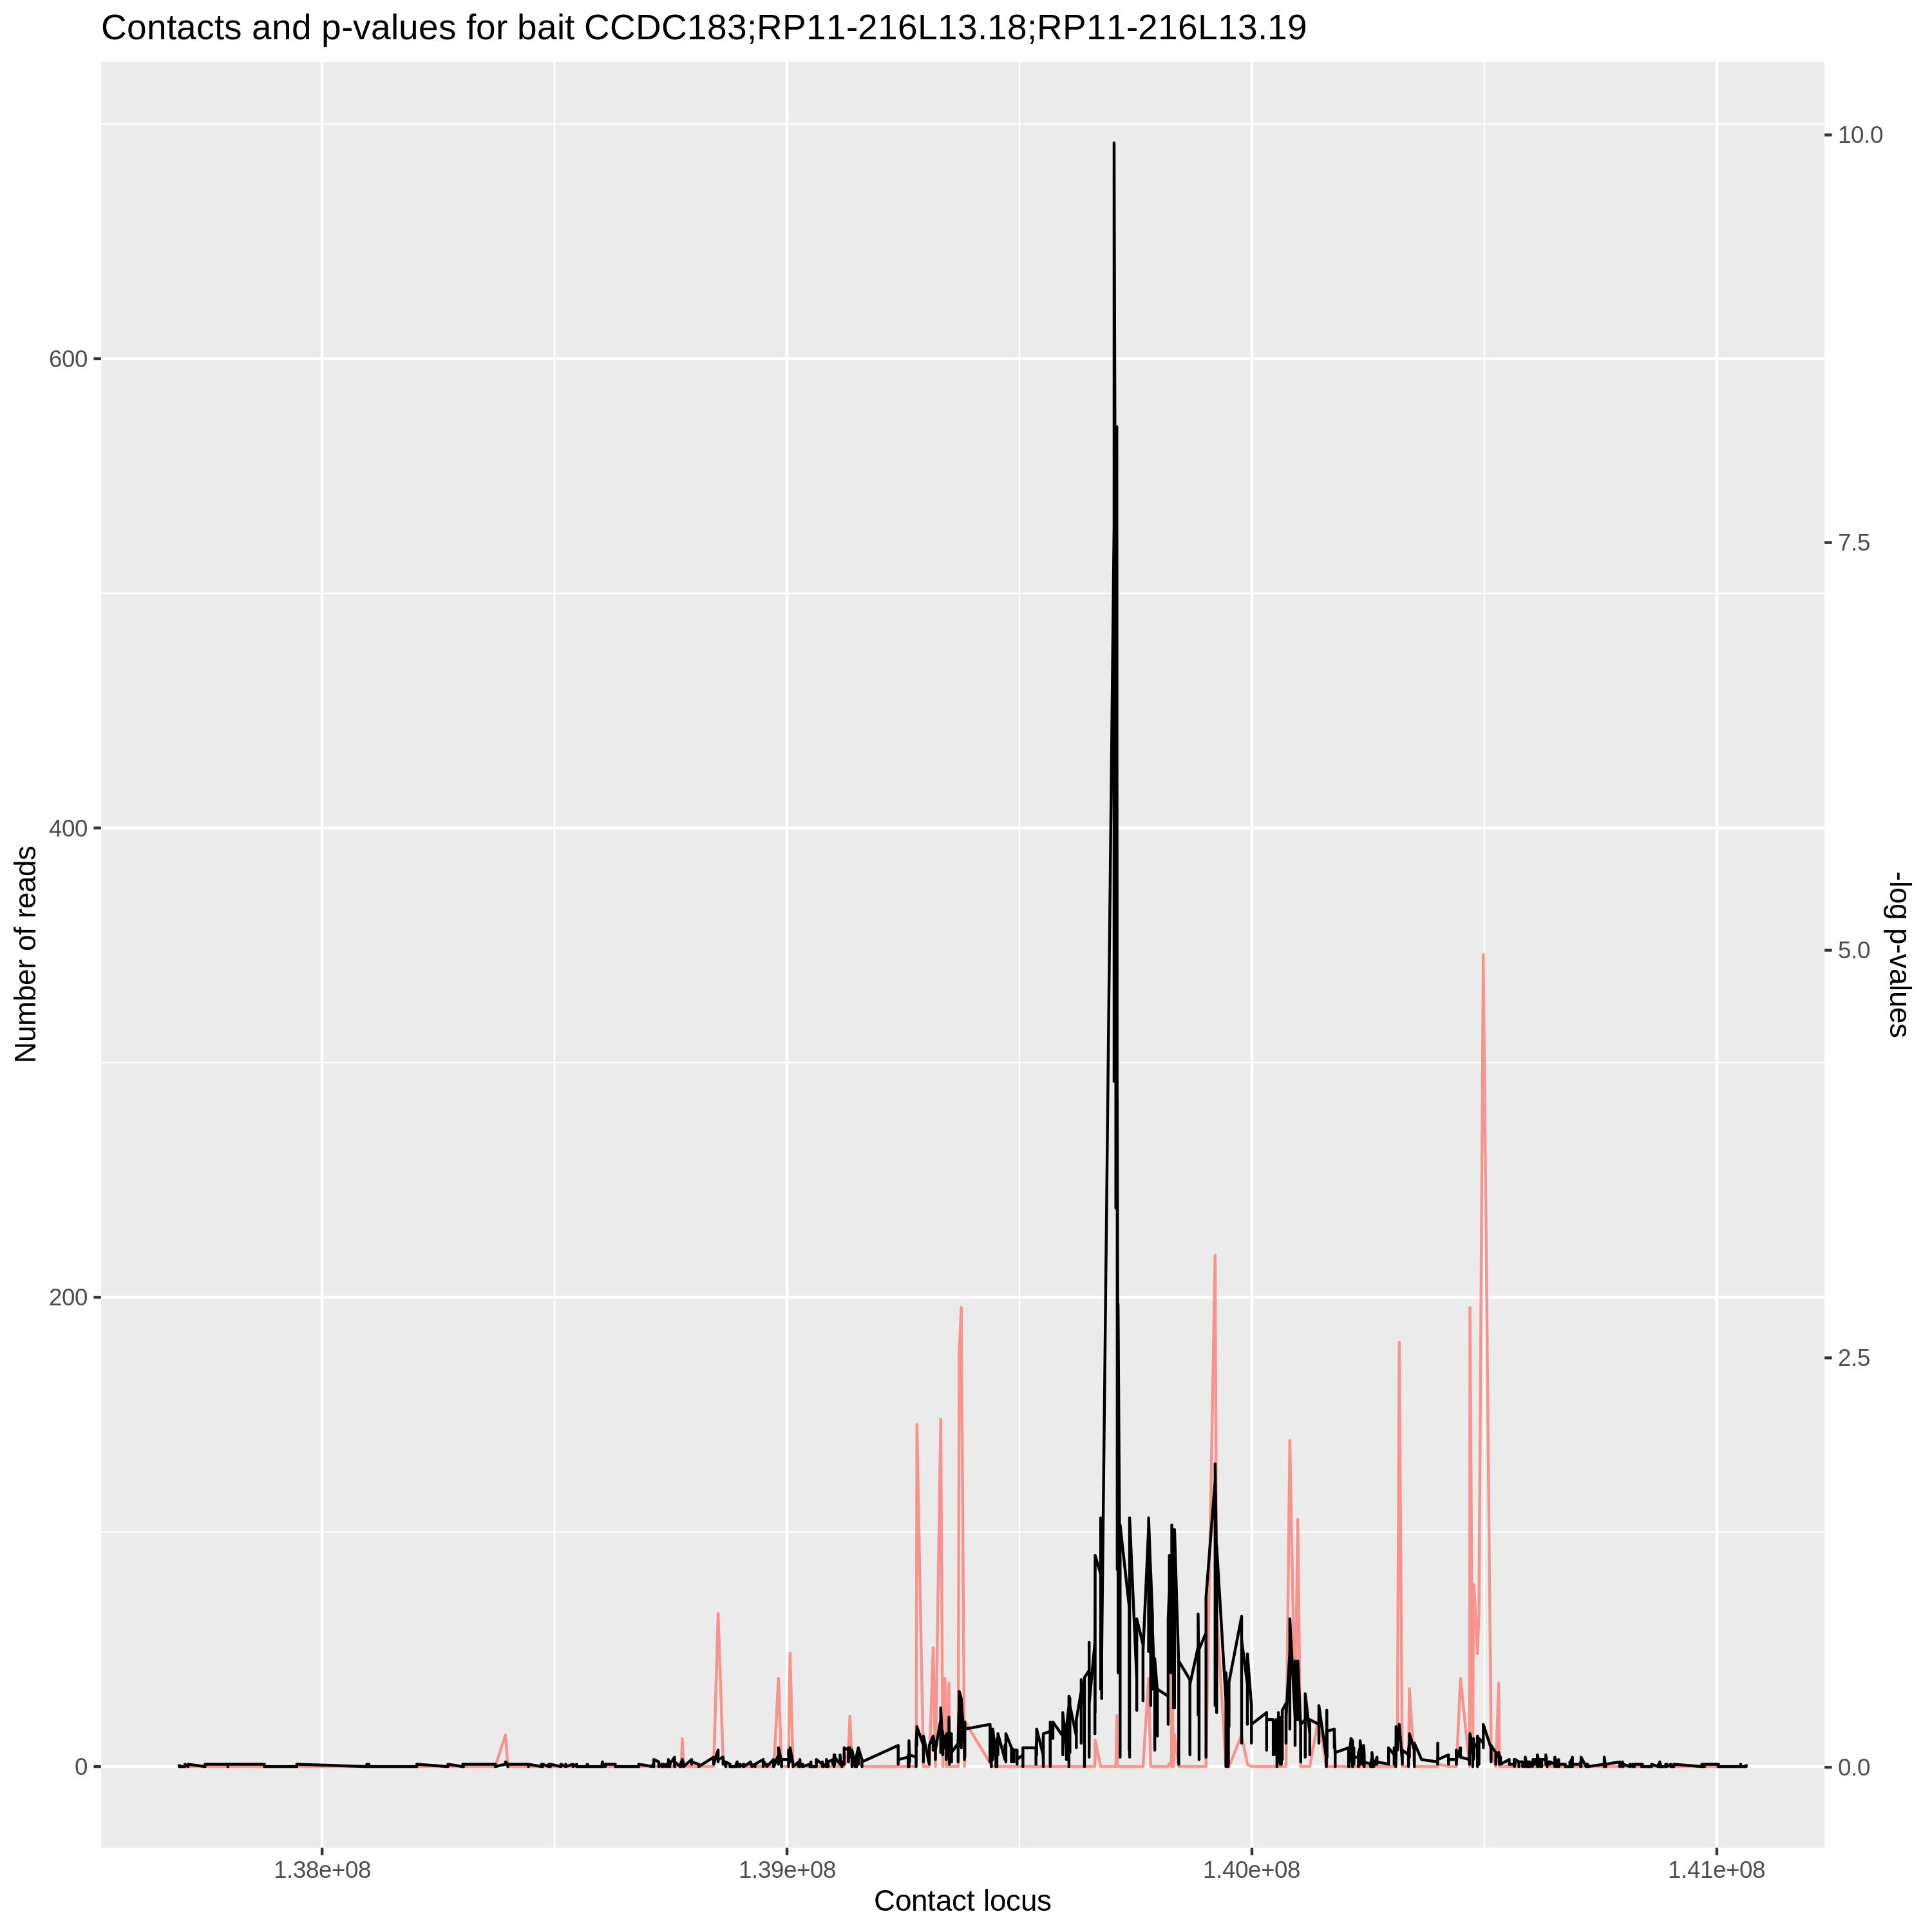 Contacts and p-values for bait CCDC183;RP11-216L13.18;RP11-216L13.19
Number of reads
600
400
200
0
10.0
7.5
5.0
2.5
0.0
-log p-values
1.38e+08
1.39e+08
1.40e+08
1.41e+08
Contact locus